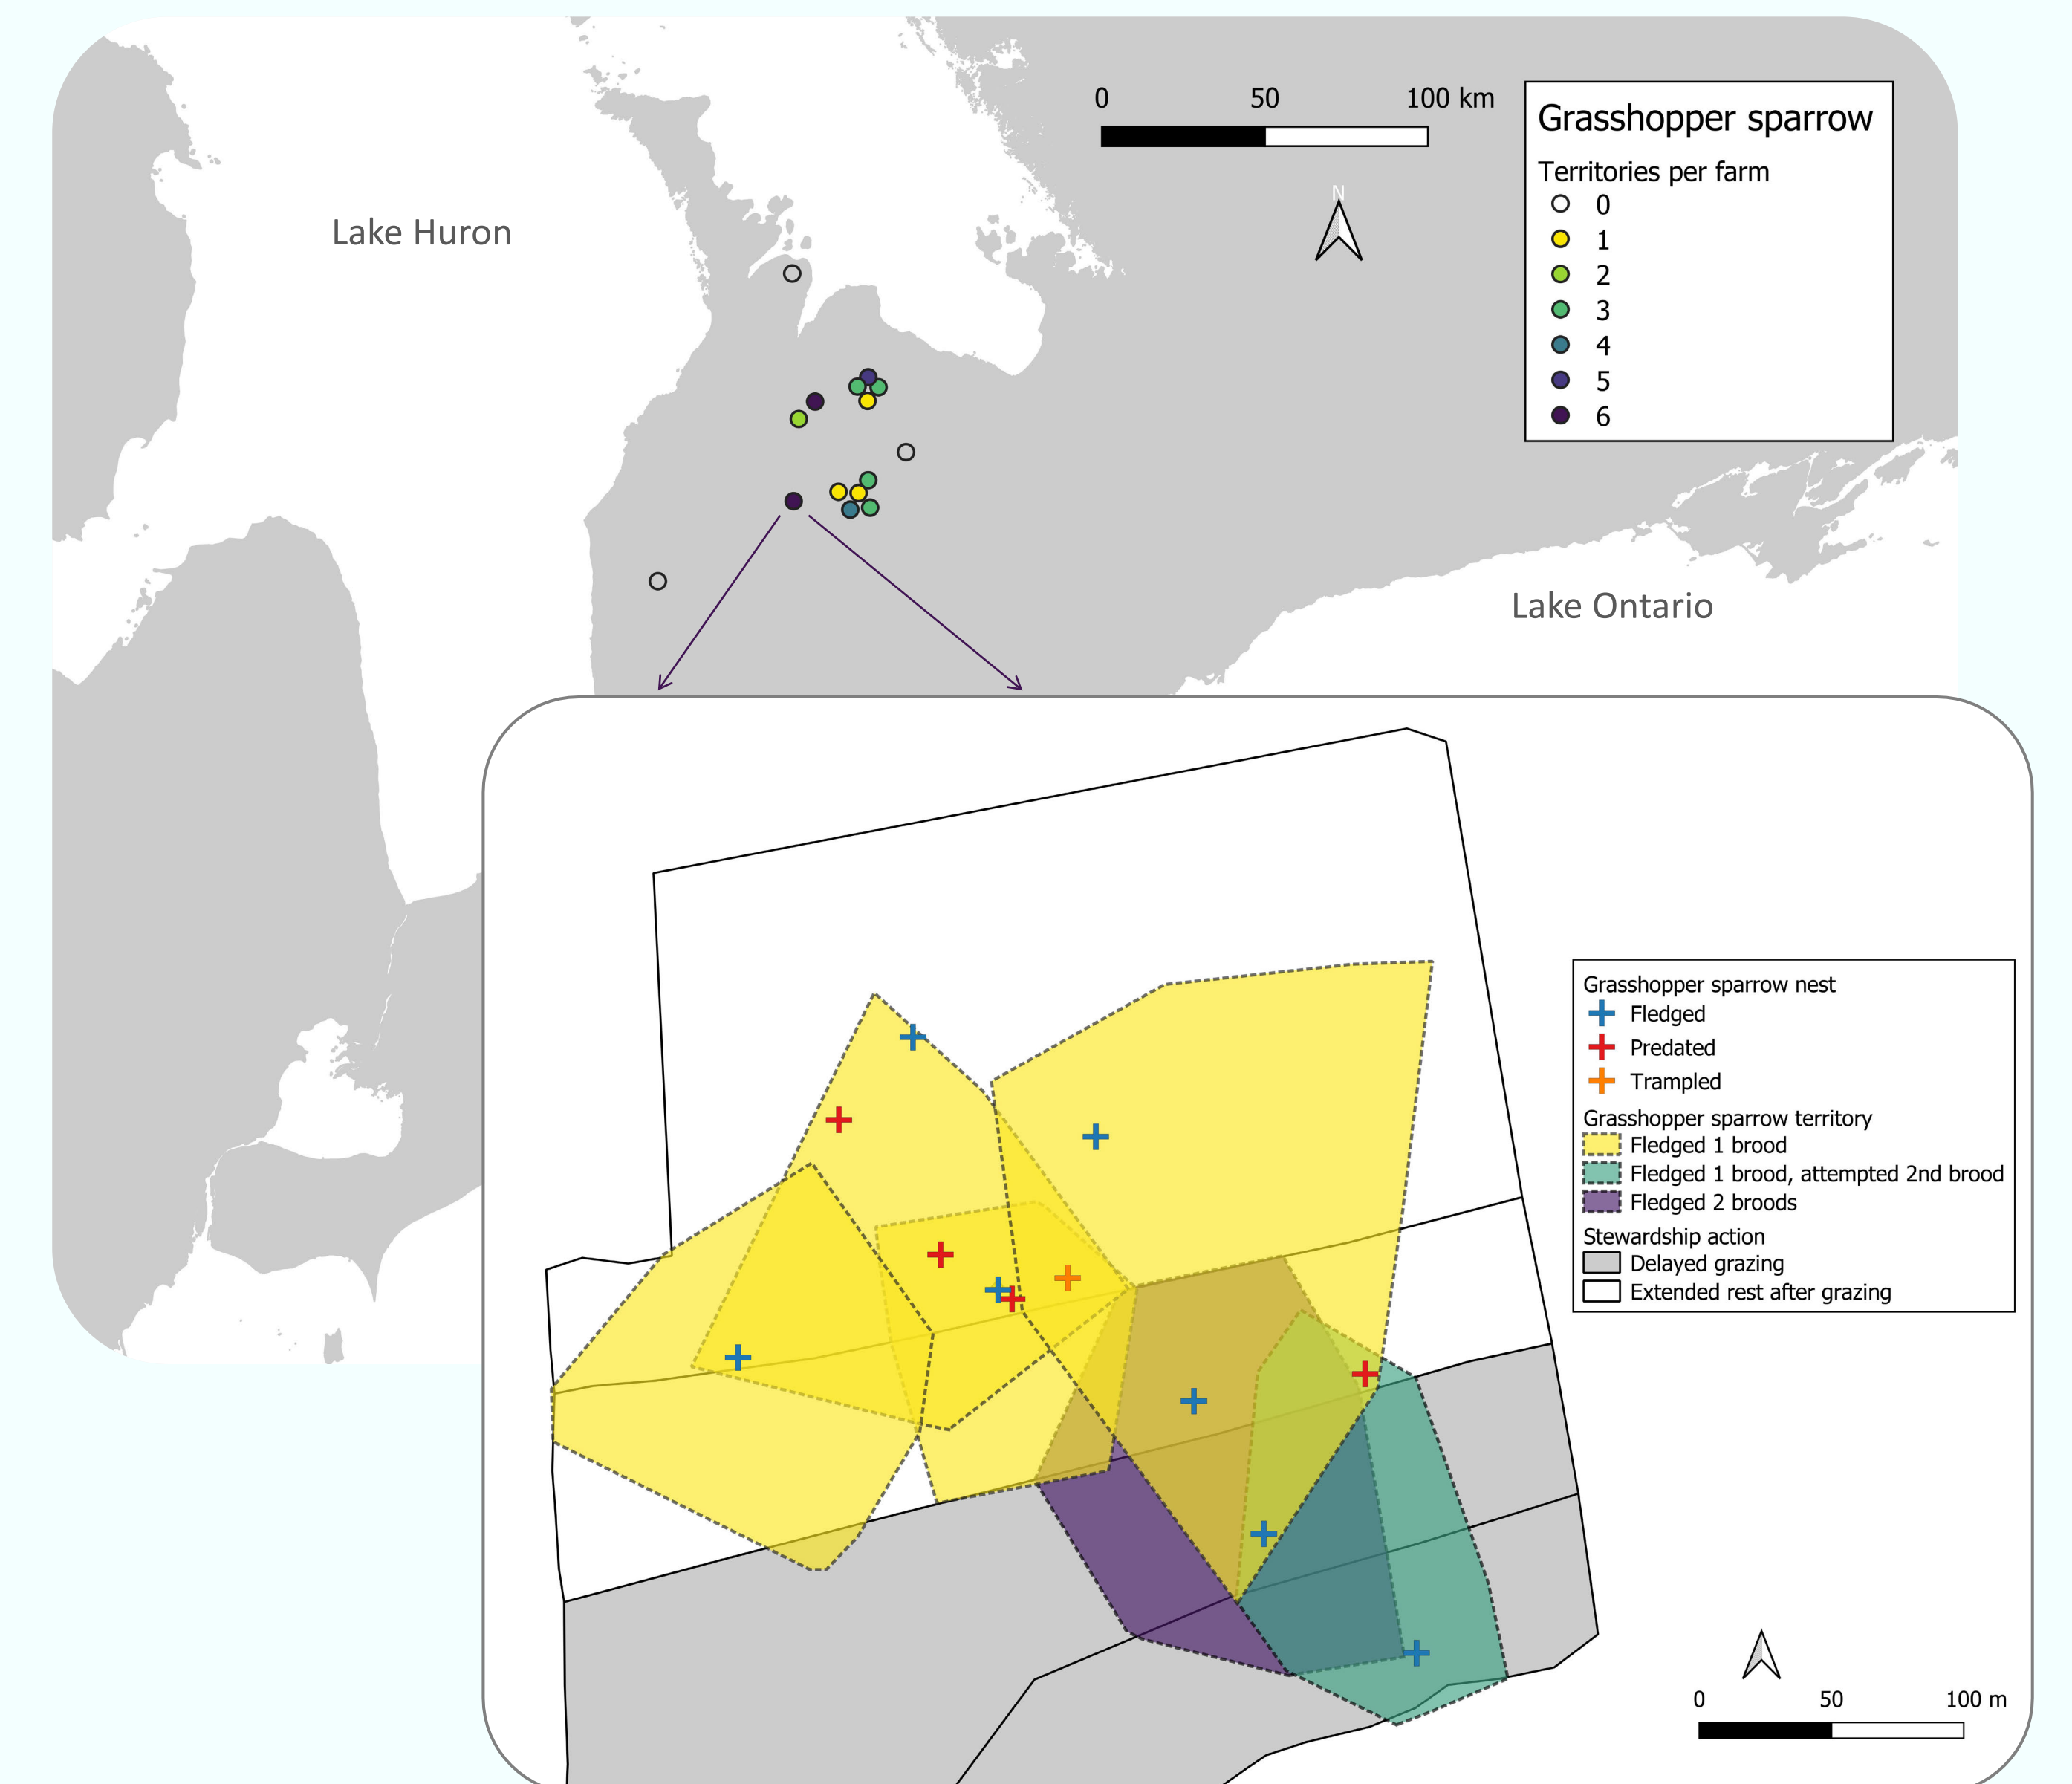 0 50 100 km
Grasshopper sparrow
Territories per farm
0
1
2
3
4
5
6
N
Lake Huron
Lake Ontario
Grasshopper sparrow nest
Fledged
Predated
Trampled
Grasshopper sparrow territory
Fledged 1 brood
Fledged 1 brood, attempted 2nd brood
Fledged 2 broods
Stewardship action
Delayed grazing
Extended rest after grazing
0 50 100 m